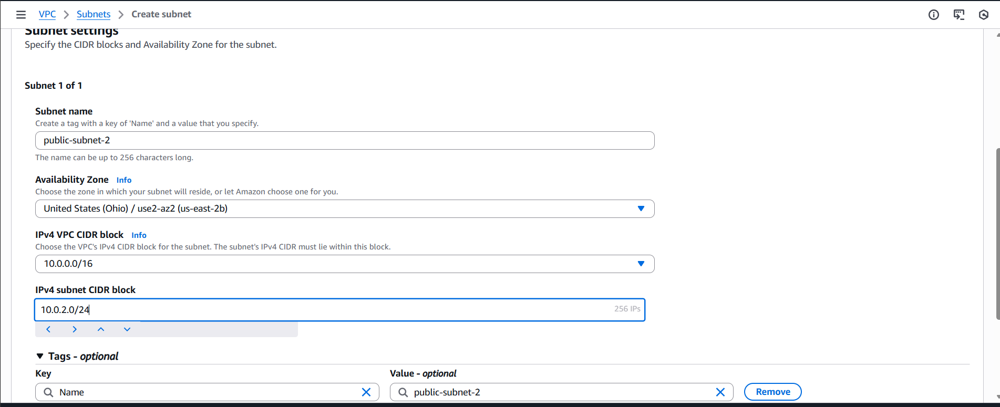 VPC > Subnets > Create subnet
Subnet settings
Specify the CIDR blocks and Availability Zone for the subnet.
Subnet 1 of 1
Subnet name
Create a tag with a key of 'Name' and a value that you specify.
public-subnet-2
The name can be up to 256 characters long.
Availability Zone Info
Choose the zone in which your subnet will reside, or let Amazon choose one for you.
United States (Ohio) / use2-az2 (us-east-2b)
IPv4 VPC CIDR block Info
Choose the VPC's IPv4 CIDR block for the subnet. The subnet's IPv4 CIDR must lie within this block.
10.0.0.0/16
IPv4 subnet CIDR block
10.0.2.0/24 256 IPs
Tags - optional
Key Value - optional
Name public-subnet-2 Remove